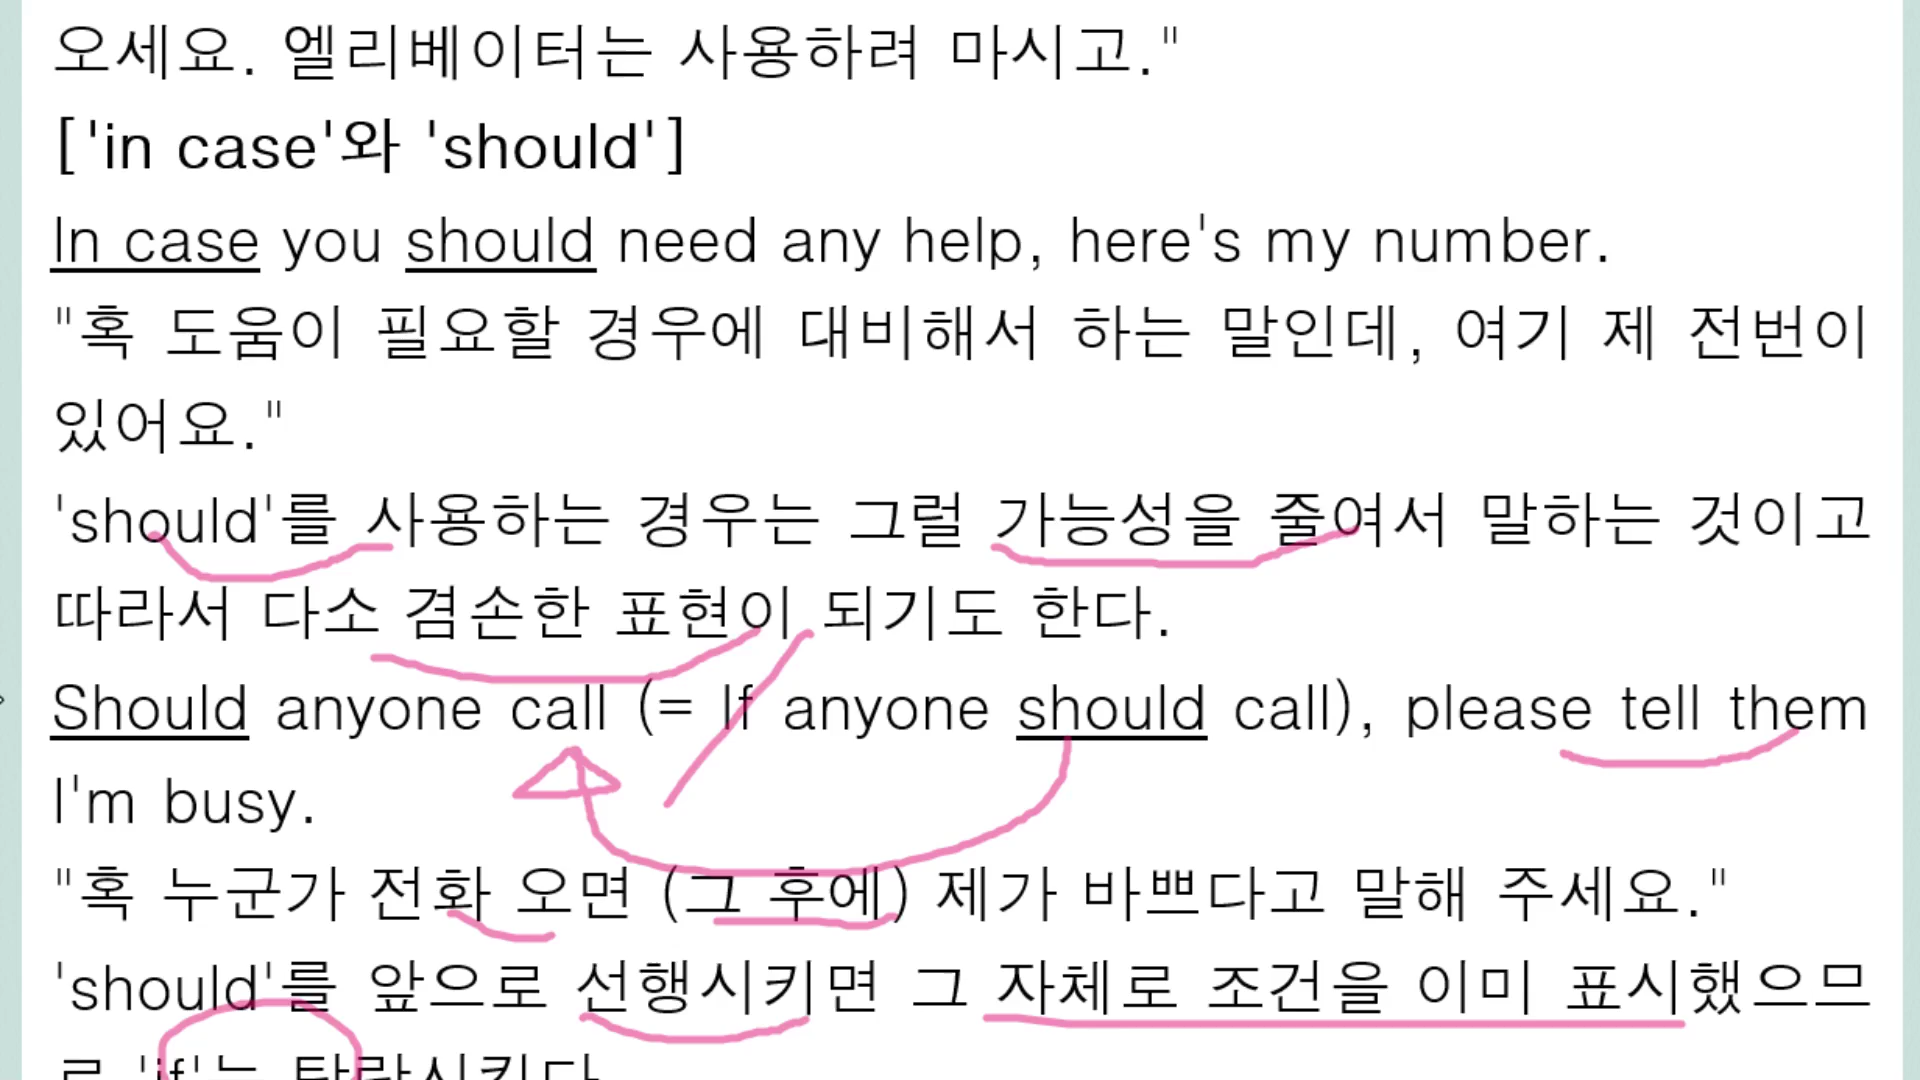 오세요. 엘리베이터는 사용하려 마시고."
['in case'와 'should']
In case you should need any help, here's my number.
"혹 도움이 필요할 경우에 대비해서 하는 말인데, 여기 제 전번이
있어요."
'should'를 사용하는 경우는 그럴 가능성을 줄여서 말하는 것이고
따라서 다소 겸손한 표현이 되기도 한다.
Should anyone call (= If anyone should call), please tell them
I'm busy.
"혹 누군가 전화 오면 (그 후에) 제가 바쁘다고 말해 주세요."
'should'를 앞으로 선행시키면 그 자체로 조건을 이미 표시했으므
로 'if'는 탈락시킨다.